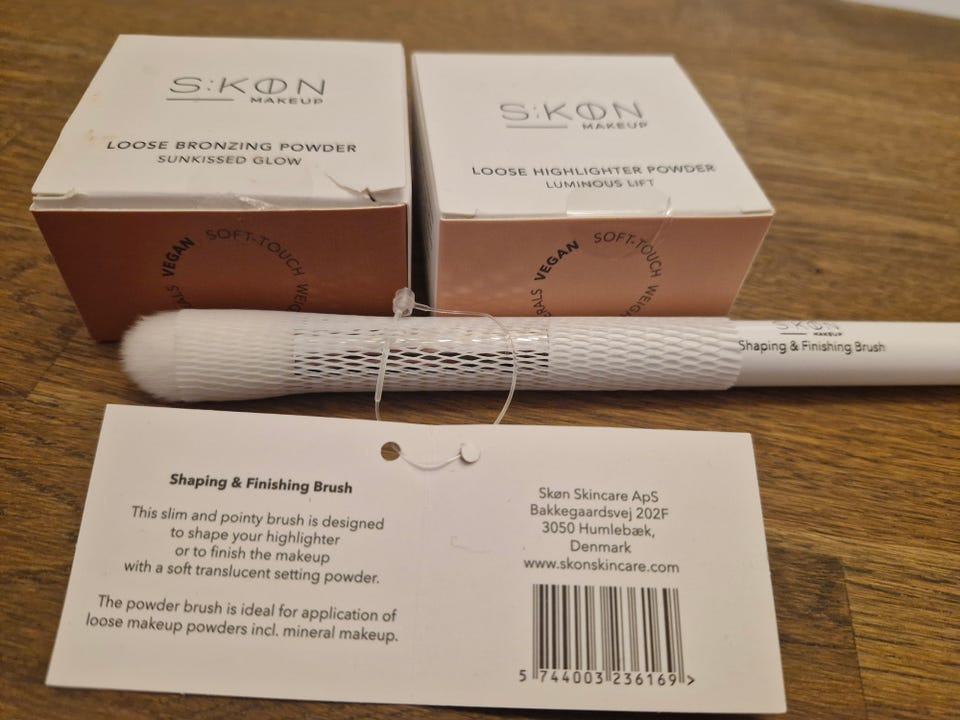 S:KØN
MAKEUP
LOOSE BRONZING POWDER
SUNKISSED GLOW
VEGAN SOFT-TOUCH
S:KØN
MAKEUP
LOOSE HIGHLIGHTER POWDER
LUMINOUS LIFT
VEGAN SOFT-TOUCH
S:KØN
MAKEUP
Shaping & Finishing Brush
Shaping & Finishing Brush
This slim and pointy brush is designed
to shape your highlighter
or to finish the makeup
with a soft translucent setting powder.
The powder brush is ideal for application of
loose makeup powders incl. mineral makeup.
Skøn Skincare ApS
Bakkegaardsvej 202F
3050 Humlebæk,
Denmark
www.skonskincare.com
5 744003 236169 >